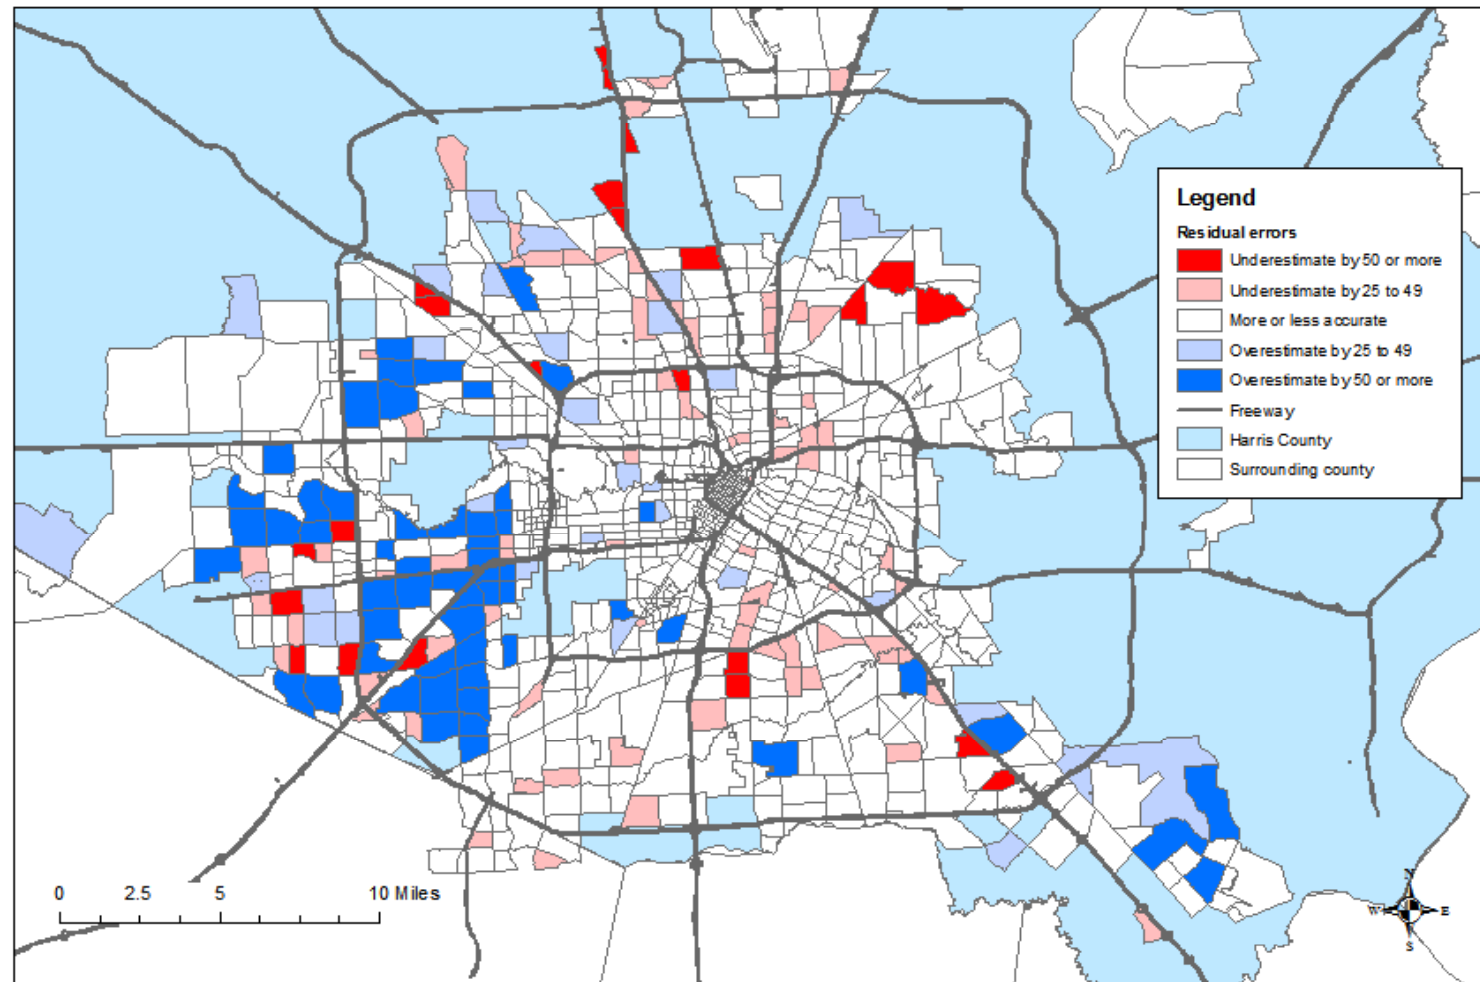 Legend
Residual errors
Underestimate by 50 or more
Underestimate by 25 to 49
More or less accurate
Overestimate by 25 to 49
Overestimate by 50 or more
Freeway
Harris County
Surrounding county
0 2.5 5 10 Miles
N
W E
S